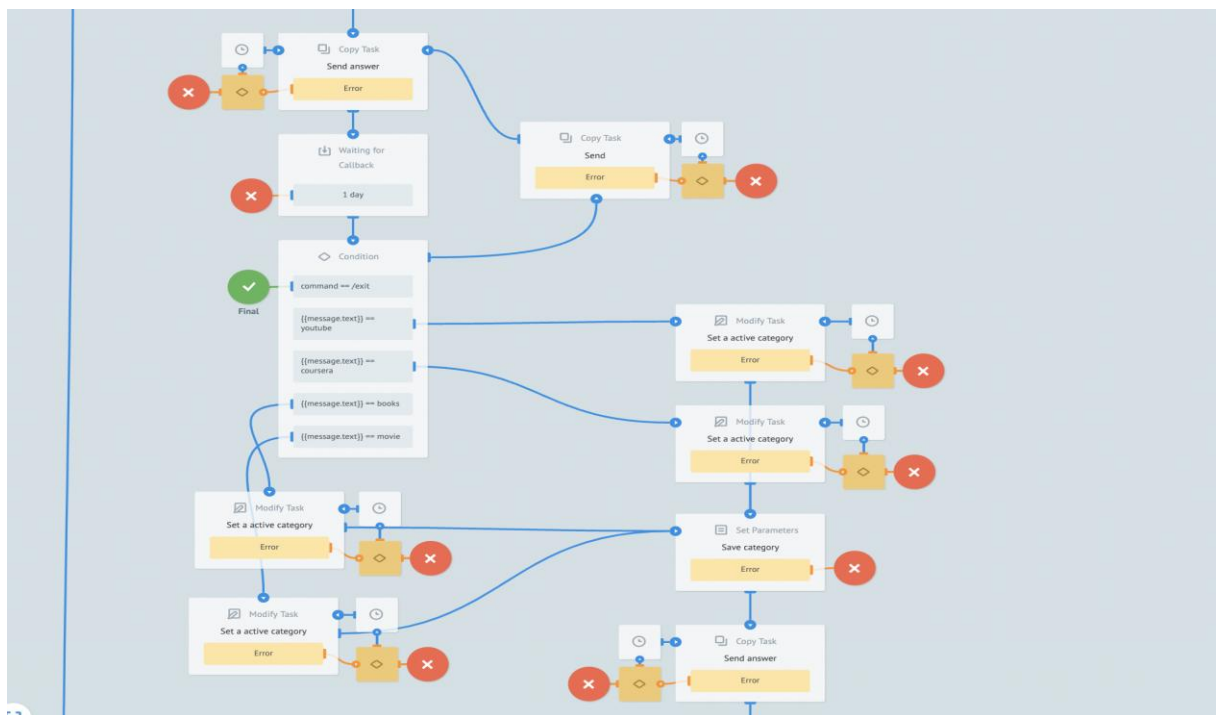 Copy Task
Send answer
Error
Waiting for
Callback
1 day
Copy Task
Send
Error
Condition
command == /exit
Final
{{message.text}} ==
youtube
{{message.text}} ==
coursera
{{message.text}} == books
{{message.text}} == movie
Modify Task
Set a active category
Error
Modify Task
Set a active category
Error
Modify Task
Set a active category
Error
Set Parameters
Save category
Error
Modify Task
Set a active category
Error
Copy Task
Send answer
Error